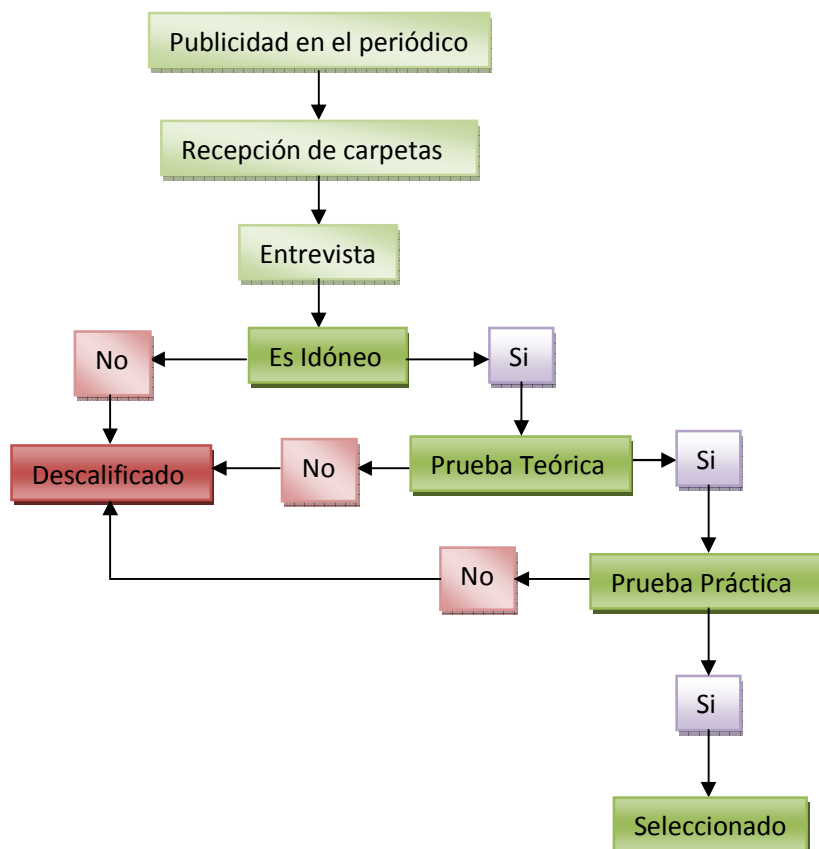 Publicidad en el periódico
Recepción de carpetas
Entrevista
No
Es Idóneo
Si
Descalificado
No
Prueba Teórica
Si
No
Prueba Práctica
Si
Seleccionado